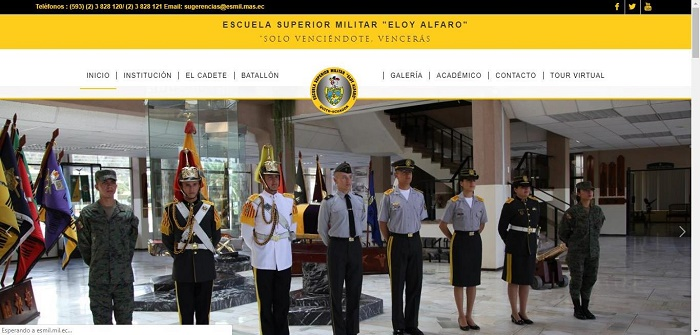 Teléfonos : (593) (2) 3 828 120/ (2) 3 828 121 Email: sugerencias@esmil.mas.ec
ESCUELA SUPERIOR MILITAR "ELOY ALFARO"
"SOLO VENCIÉNDOTE, VENCERÁS
INICIO | INSTITUCIÓN | EL CADETE | BATALLÓN | GALERÍA | ACADÉMICO | CONTACTO | TOUR VIRTUAL
Esperando a esmil.mil.ec...